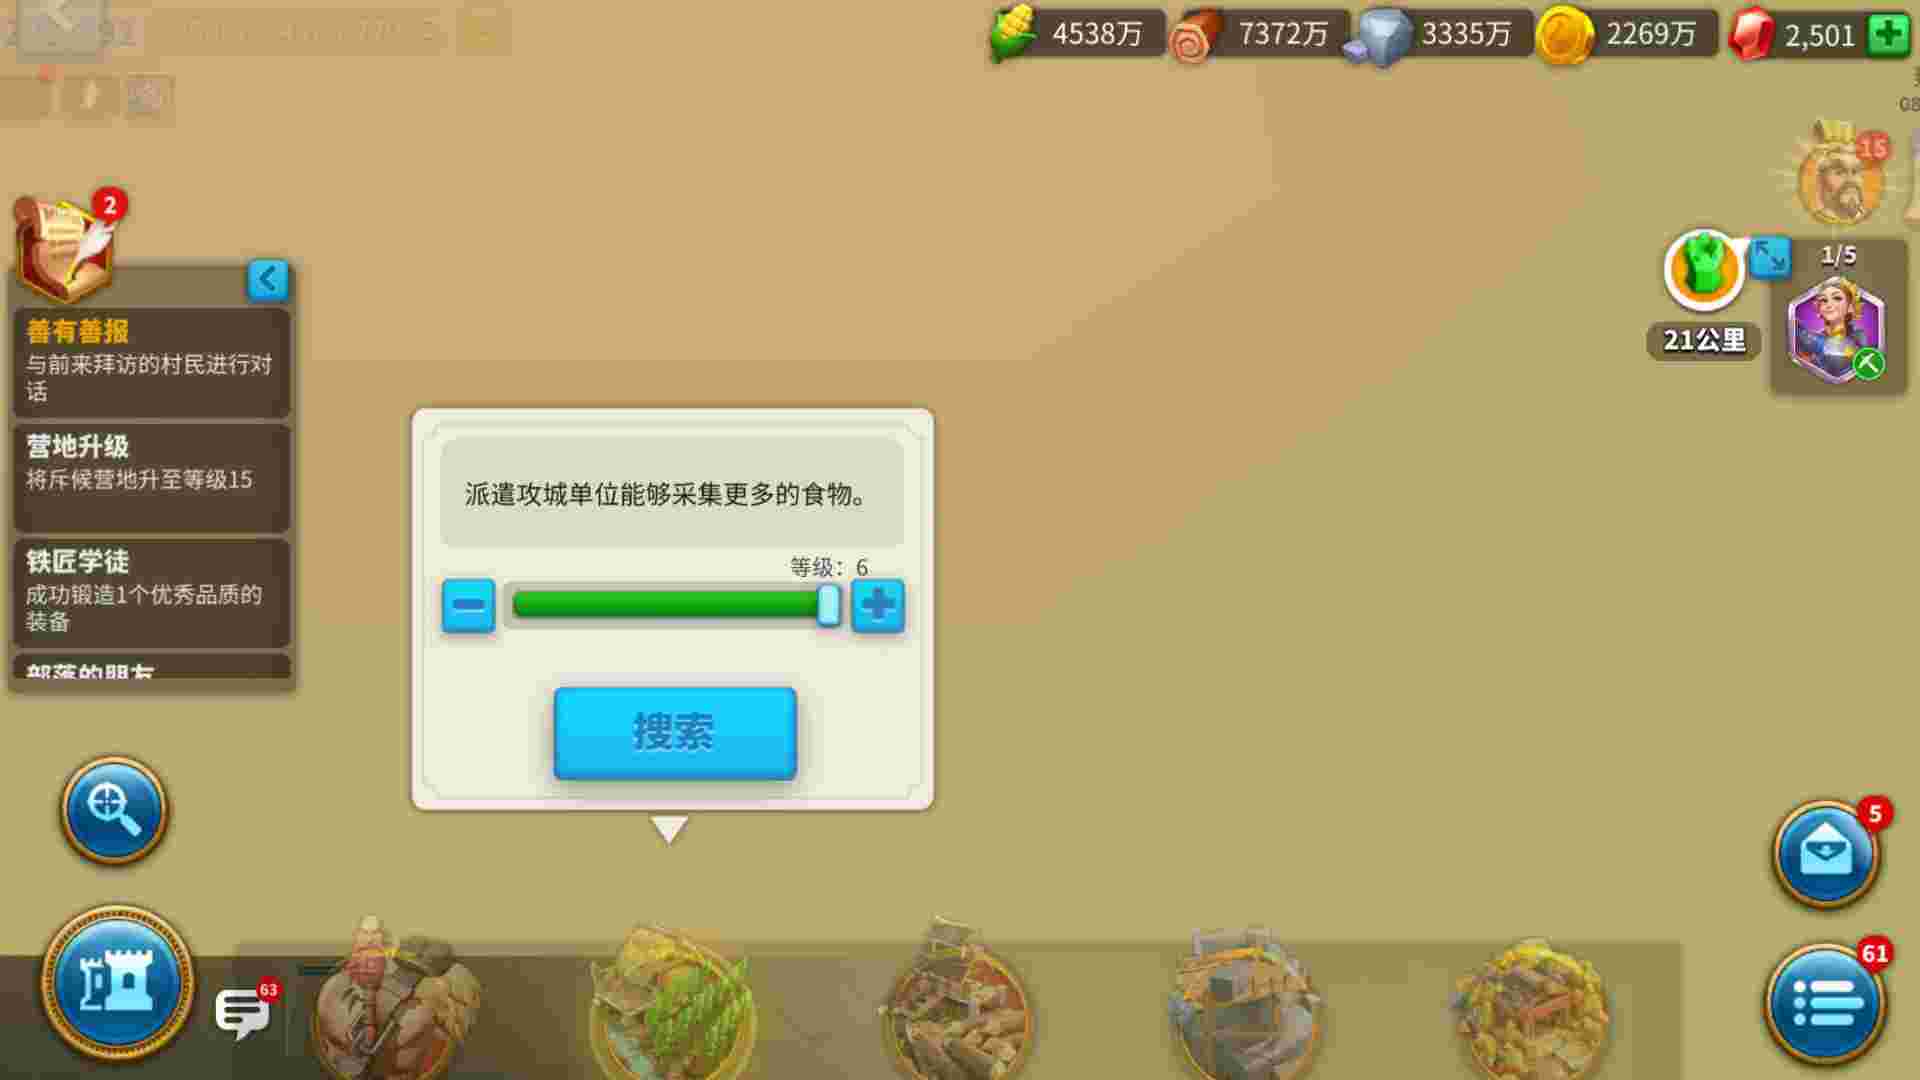 4538万
7372万
3335万
2269万
2,501
15
2
1/5
善有善报
与前来拜访的村民进行对
话
21公里
营地升级
将斥候营地升至等级15
派遣攻城单位能够采集更多的食物。
铁匠学徒
成功锻造1个优秀品质的
装备
等级：6
部落的朋友
搜索
5
61
63